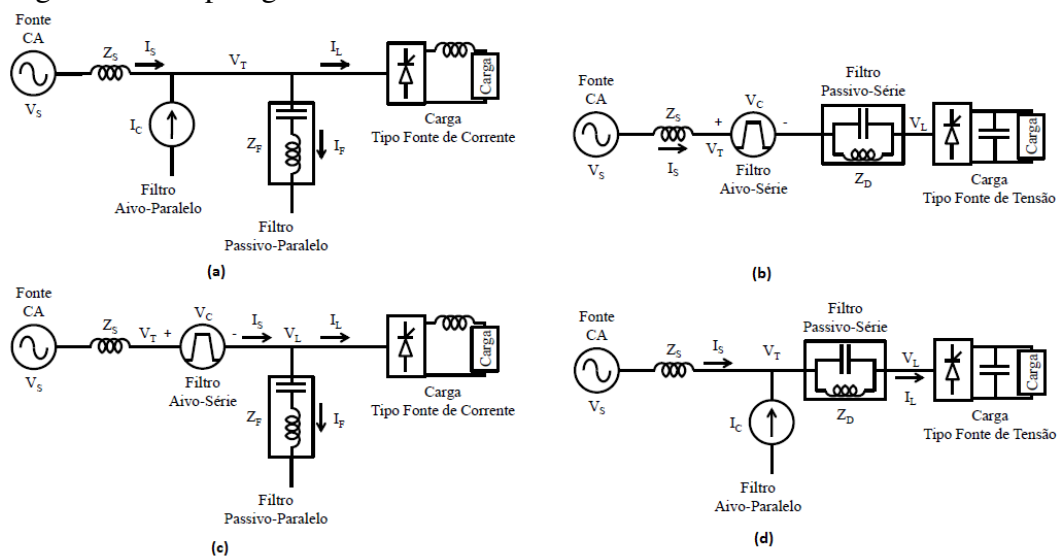 Fonte
CA
V_S
Z_S
I_S
V_T
I_L
I_C
Z_F
I_F
Carga
Carga
Tipo Fonte de Corrente
Filtro
Aivo-Paralelo
Filtro
Passivo-Paralelo
(a)
Fonte
CA
V_S
Z_S
I_S
+
V_T
V_C
-
Filtro
Aivo-Série
Filtro
Passivo-Série
Z_D
V_L
Carga
Carga
Tipo Fonte de Tensão
(b)
Fonte
CA
V_S
Z_S
V_T
+
V_C
-
I_S
V_L
I_L
Filtro
Aivo-Série
Z_F
I_F
Carga
Carga
Tipo Fonte de Corrente
Filtro
Passivo-Paralelo
(c)
Fonte
CA
V_S
Z_S
I_S
V_T
Filtro
Passivo-Série
Z_D
V_L
I_L
I_C
Carga
Carga
Tipo Fonte de Tensão
Filtro
Aivo-Paralelo
(d)